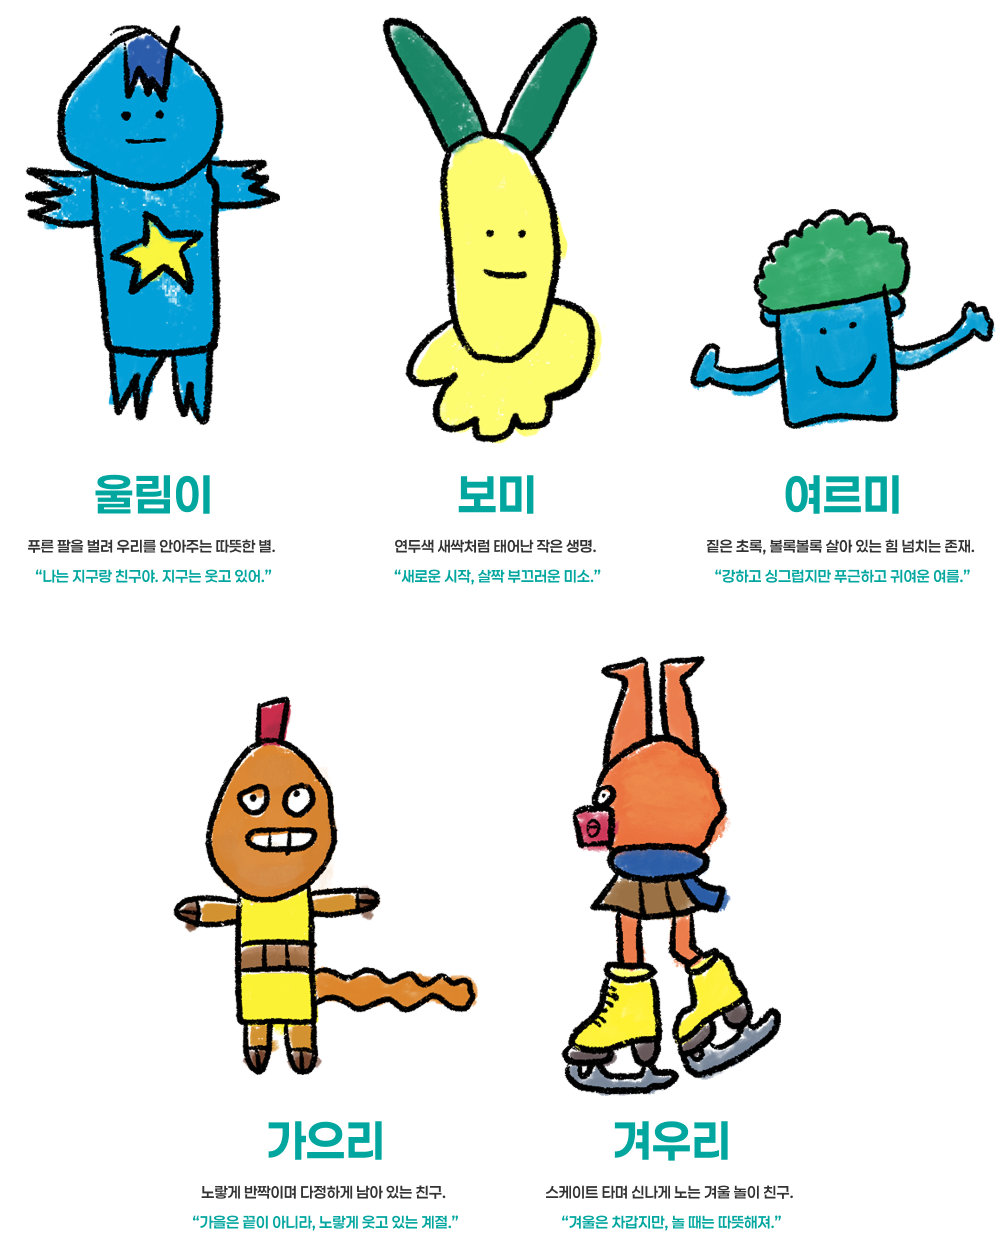 울림이
푸른 팔을 벌려 우리를 안아주는 따뜻한 별.
“나는 지구랑 친구야. 지구는 웃고 있어.”
보미
연두색 새싹처럼 태어난 작은 생명.
“새로운 시작, 살짝 부끄러운 미소.”
여르미
짙은 초록, 볼록볼록 살아 있는 힘 넘치는 존재.
“강하고 싱그럽지만 푸근하고 귀여운 여름.”
가으리
노랗게 반짝이며 다정하게 남아 있는 친구.
“가을은 끝이 아니라, 노랗게 웃고 있는 계절.”
겨우리
스케이트 타며 신나게 노는 겨울 놀이 친구.
“겨울은 차갑지만, 놀 때는 따뜻해져.”